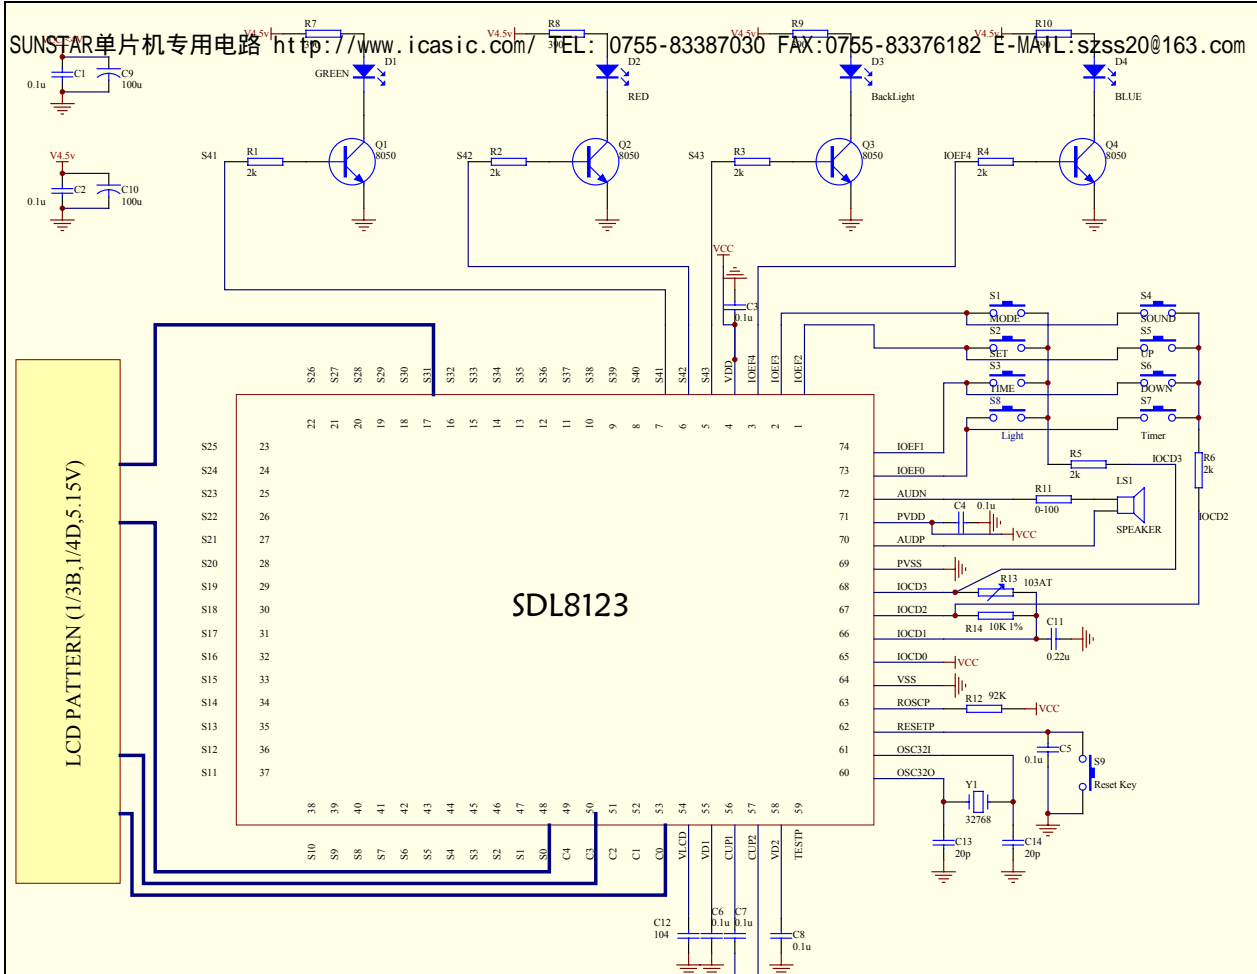 SUNSTAR单片机专用电路 http://www.icasic.com/ TEL: 0755-83387030 FAX:0755-83376182 E-MAIL:szss20@163.com
V4.5v R7 V4.5v R8 V4.5v R9 V4.5v R10
390 390
C1 0.1u
C9 100u
GREEN D1
D2 RED
D3 BackLight
D4 BLUE
V4.5v
C2 0.1u
C10 100u
S41 R1 2k Q1 8050
S42 R2 2k Q2 8050
S43 R3 2k Q3 8050
IOEF4 R4 2k Q4 8050
VCC
C3 0.1u
S1 MODE
S4 SOUND
S2 SET
S5 UP
S3 TIME
S6 DOWN
S8 Light
S7 Timer
S26 S27 S28 S29 S30 S31 S32 S33 S34 S35 S36 S37 S38 S39 S40 S41 S42 S43 VDD IOEF4 IOEF3 IOEF2
22 21 20 19 18 17 16 15 14 13 12 11 10 9 8 7 6 5 4 3 2 1
LCD PATTERN (1/3B,1/4D,5.15V)
SDL8123
S25 23
S24 24
S23 25
S22 26
S21 27
S20 28
S19 29
S18 30
S17 31
S16 32
S15 33
S14 34
S13 35
S12 36
S11 37
74 IOEF1
73 IOEF0
72 AUDN
71 PVDD
70 AUDP
69 PVSS
68 IOCD3
67 IOCD2
66 IOCD1
65 IOCD0
64 VSS
63 ROSCP
62 RESETP
61 OSC32I
60 OSC32O
R5 2k
IOCD3
R6 2k
IOCD2
R11 0-100
LS1
SPEAKER
C4 0.1u
VCC
R13 103AT
R14 10K 1%
C11 0.22u
VCC
R12 92K
VCC
C5 0.1u
S9
Reset Key
Y1
32768
C13 20p
C14 20p
38 39 40 41 42 43 44 45 46 47 48 49 50 51 52 53 54 55 56 57 58 59
S10 S9 S8 S7 S6 S5 S4 S3 S2 S1 S0 C4 C3 C2 C1 C0 VLCD VD1 CUP1 CUP2 VD2 TESTP
C12 104
C6 0.1u
C7 0.1u
C8 0.1u